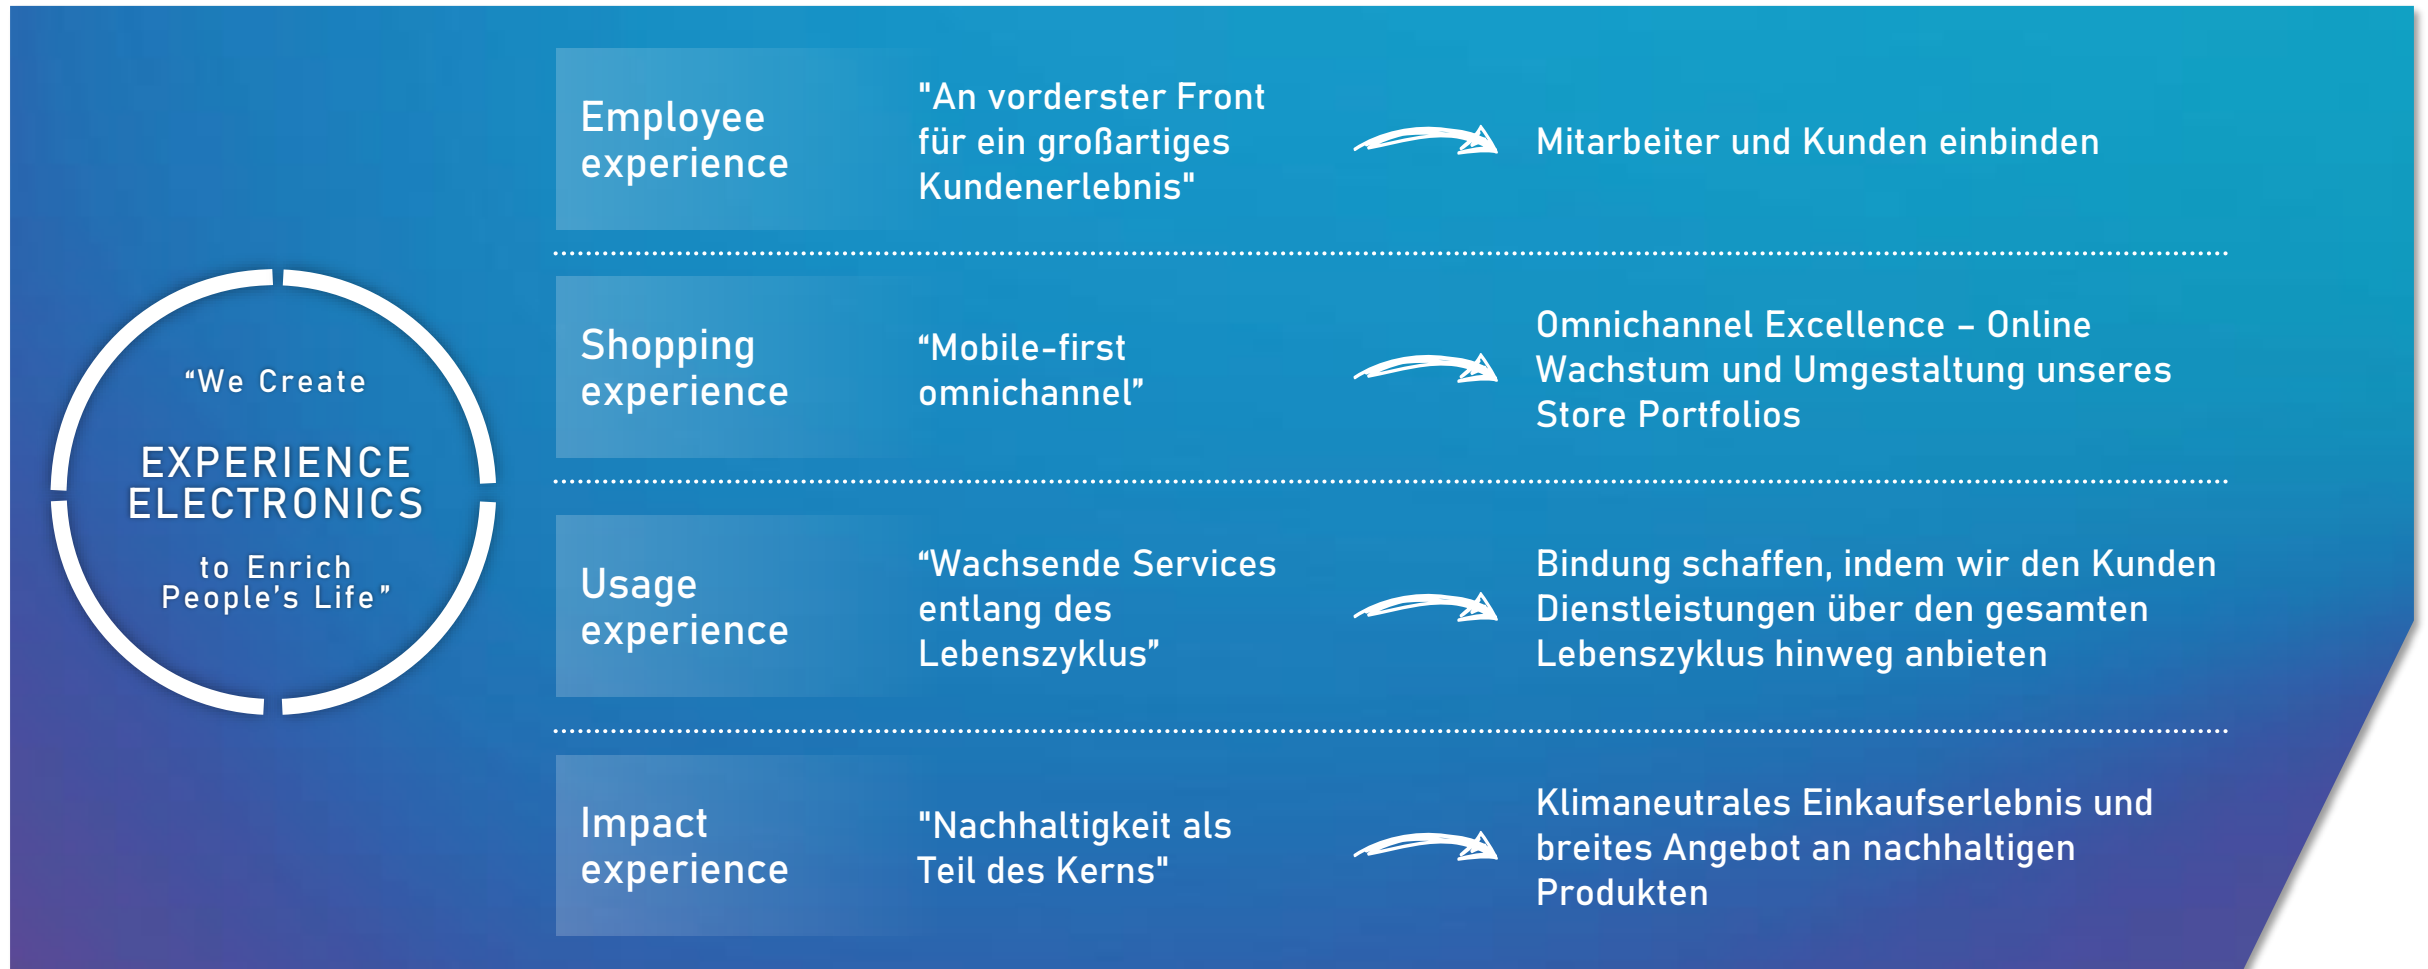 “We Create
EXPERIENCE
ELECTRONICS
to Enrich
People’s Life”
Employee
experience
"An vorderster Front
für ein großartiges
Kundenerlebnis"
Mitarbeiter und Kunden einbinden
Shopping
experience
“Mobile-first
omnichannel”
Omnichannel Excellence – Online
Wachstum und Umgestaltung unseres
Store Portfolios
Usage
experience
“Wachsende Services
entlang des
Lebenszyklus”
Bindung schaffen, indem wir den Kunden
Dienstleistungen über den gesamten
Lebenszyklus hinweg anbieten
Impact
experience
"Nachhaltigkeit als
Teil des Kerns"
Klimaneutrales Einkaufserlebnis und
breites Angebot an nachhaltigen
Produkten